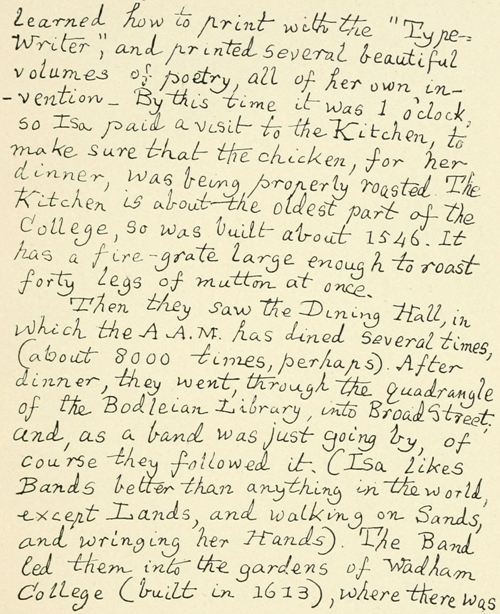 learned how to print with the "Type-
Writer", and printed several beautiful
volumes of poetry, all of her own in-
-vention - By this time it was 1 o'clock,
so Isa paid a visit to the Kitchen, to
make sure that the chicken, for her
dinner, was being properly roasted. The
Kitchen is about the oldest part of the
College, so was built about 1546. It
has a fire-grate large enough to roast
forty legs of mutton at once.
Then they saw the Dining Hall, in
which the A.A.M. has dined several times,
(about 8000 times, perhaps). After
dinner, they went, through the quadrangle
of the Bodleian Library, into Broad Street,
and, as a band was just going by, of
course they followed it. (Isa likes
Bands better than anything in the world,
except Lands, and walking on Sands,
and wringing her Hands). The Band
led them into the gardens of Wadham
College (built in 1613), where there was